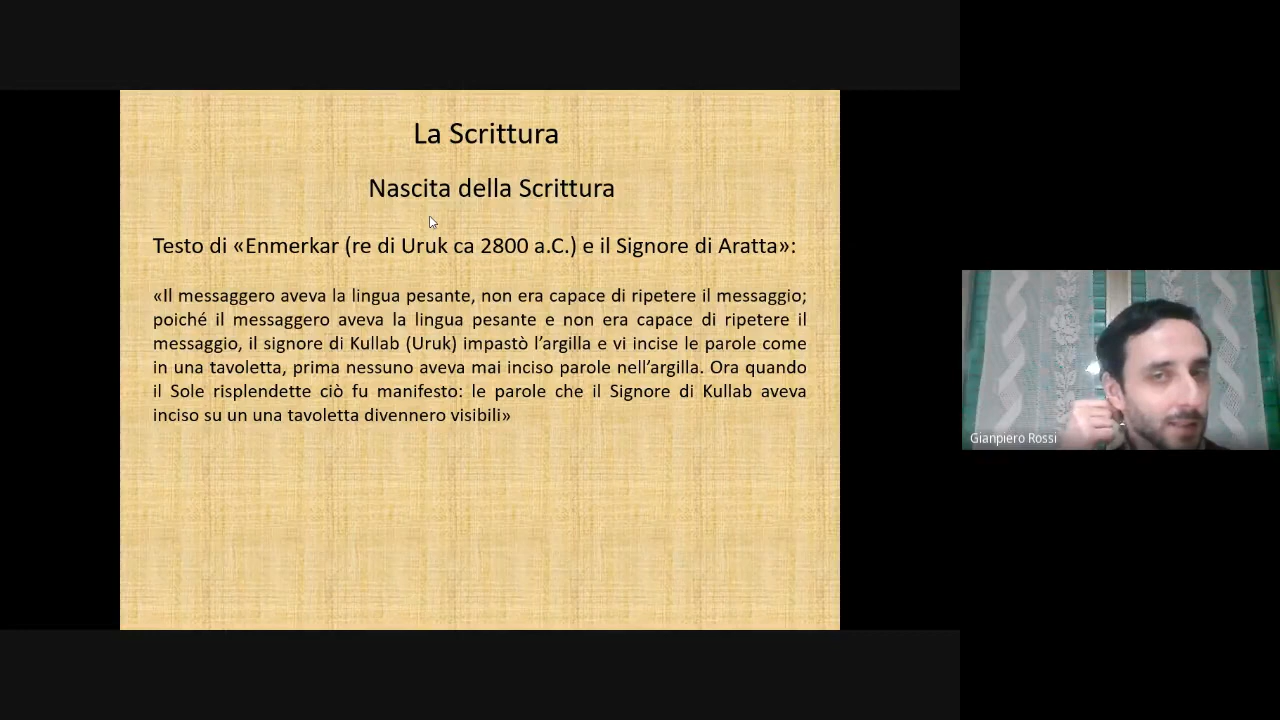 La Scrittura
Nascita della Scrittura
Testo di «Enmerkar (re di Uruk ca 2800 a.C.) e il Signore di Aratta»:
«Il messaggero aveva la lingua pesante, non era capace di ripetere il messaggio;
poiché il messaggero aveva la lingua pesante e non era capace di ripetere il
messaggio, il signore di Kullab (Uruk) impastò l’argilla e vi incise le parole come
in una tavoletta, prima nessuno aveva mai inciso parole nell’argilla. Ora quando
il Sole risplendette ciò fu manifesto: le parole che il Signore di Kullab aveva
inciso su un una tavoletta divennero visibili»
Gianpiero Rossi